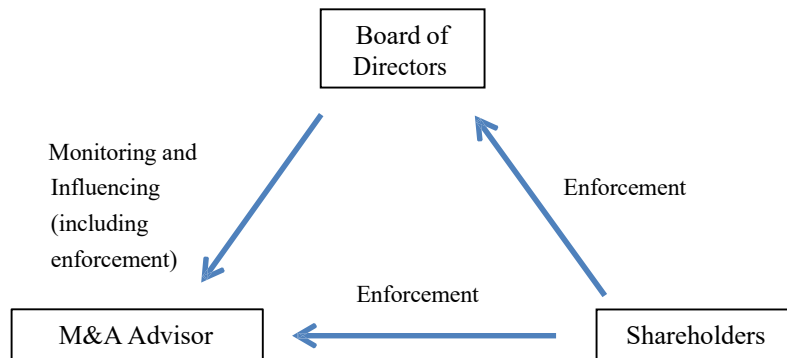 Board of
Directors
Monitoring and
Influencing
(including
enforcement)
Enforcement
Enforcement
M&A Advisor
Shareholders